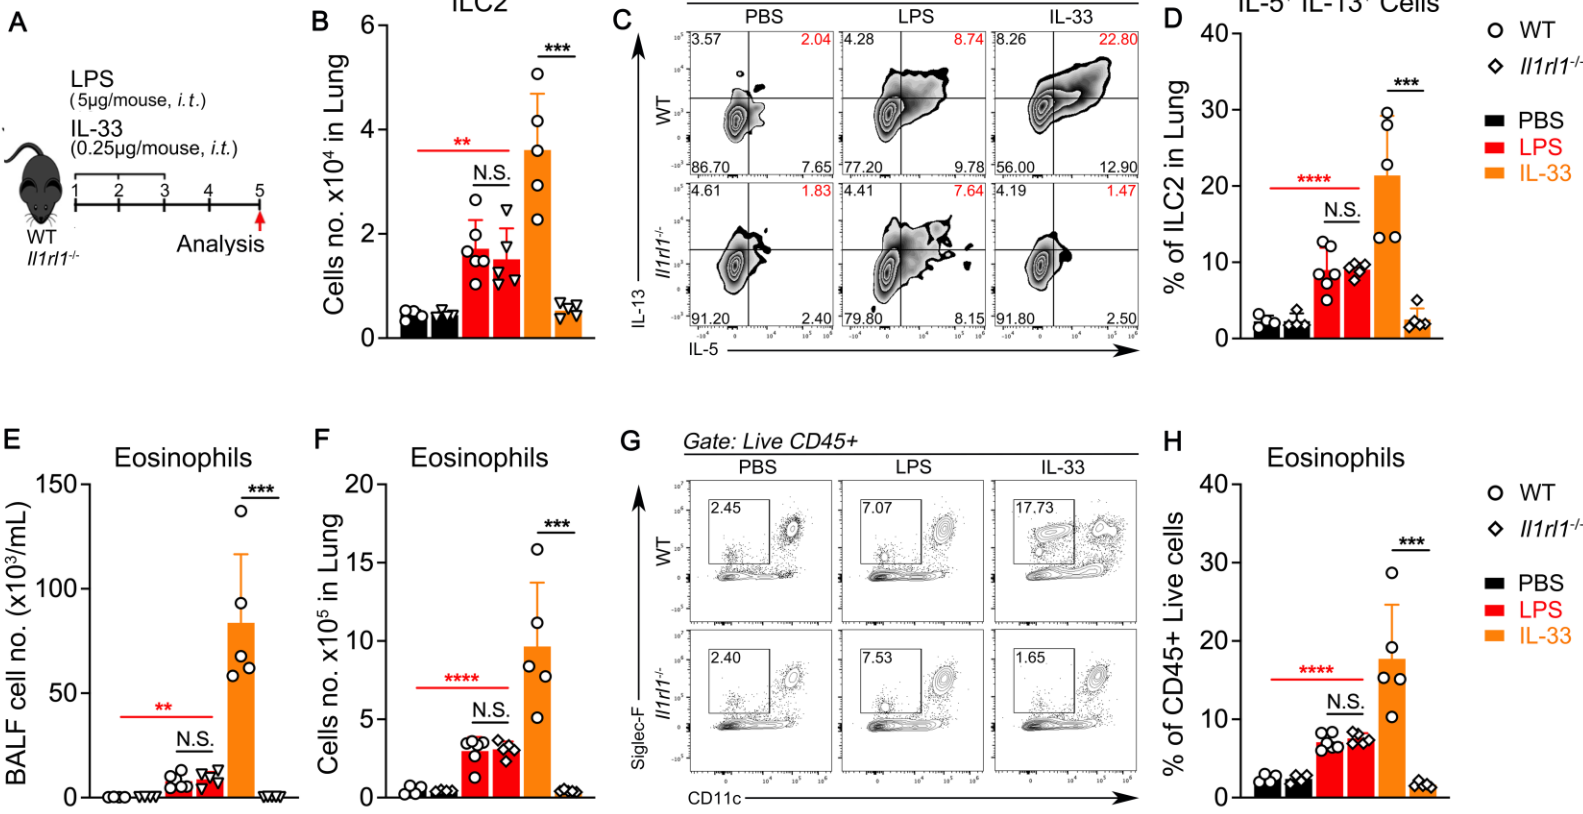 A
LPS
(5μg/mouse, i.t.)
IL-33
(0.25μg/mouse, i.t.)
1 2 3 4 5
WT
Il1rl1-/-
Analysis
B
ILC2
Cells no. x10⁴ in Lung
6
4
2
0
**
N.S.
***
C
PBS LPS IL-33
WT
3.57 2.04
86.70 7.65
4.28 8.74
77.20 9.78
8.26 22.80
56.00 12.90
Il1rl1-/-
4.61 1.83
91.20 2.40
4.41 7.64
79.80 8.15
4.19 1.47
91.80 2.50
IL-13
IL-5
D
IL-5⁺ IL-13⁺ Cells
% of ILC2 in Lung
40
30
20
10
0
****
N.S.
***
WT
Il1rl1-/-
PBS
LPS
IL-33
E
Eosinophils
BALF cell no. (x10³/mL)
150
100
50
0
**
N.S.
***
F
Eosinophils
Cells no. x10⁵ in Lung
20
15
10
5
0
****
N.S.
***
G
Gate: Live CD45+
PBS LPS IL-33
WT
2.45
7.07
17.73
Il1rl1-/-
2.40
7.53
1.65
Siglec-F
CD11c
H
Eosinophils
% of CD45+ Live cells
40
30
20
10
0
****
N.S.
***
WT
Il1rl1-/-
PBS
LPS
IL-33